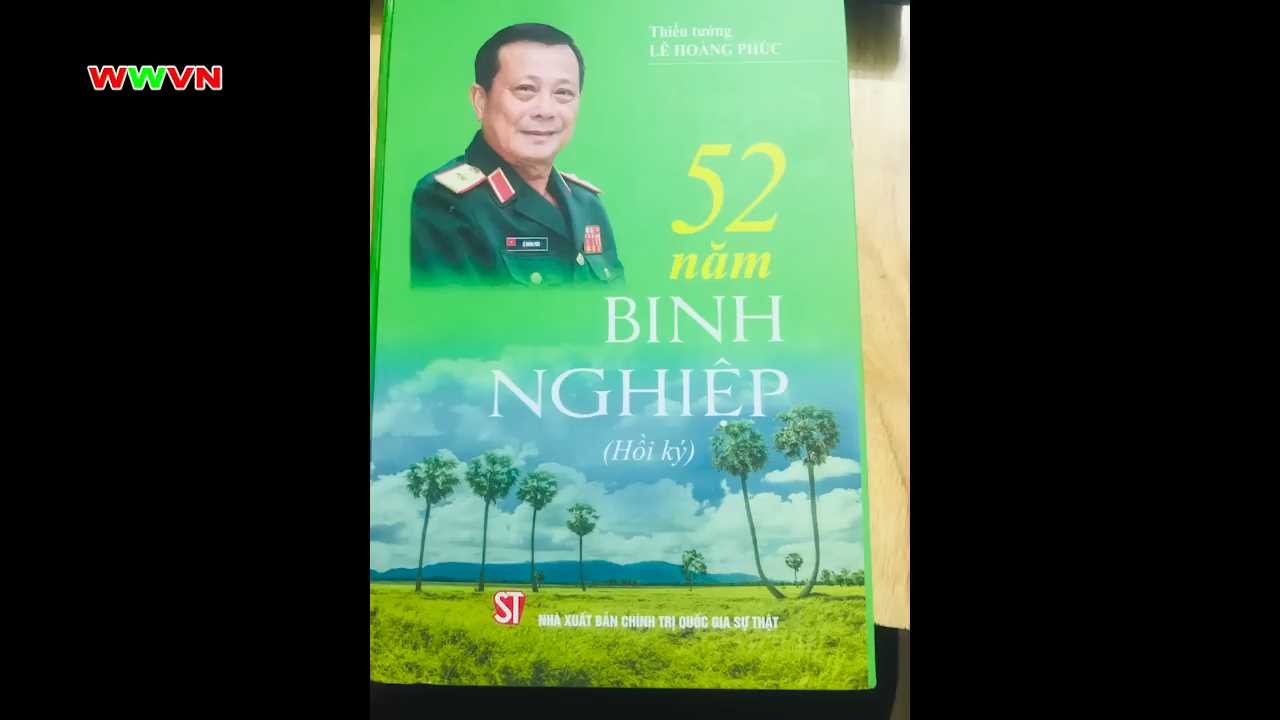 WWVN
Thiếu tướng
LÊ HOÀNG PHÚC
52
năm
BINH
NGHIỆP
(Hồi ký)
ST
NHÀ XUẤT BẢN CHÍNH TRỊ QUỐC GIA SỰ THẬT